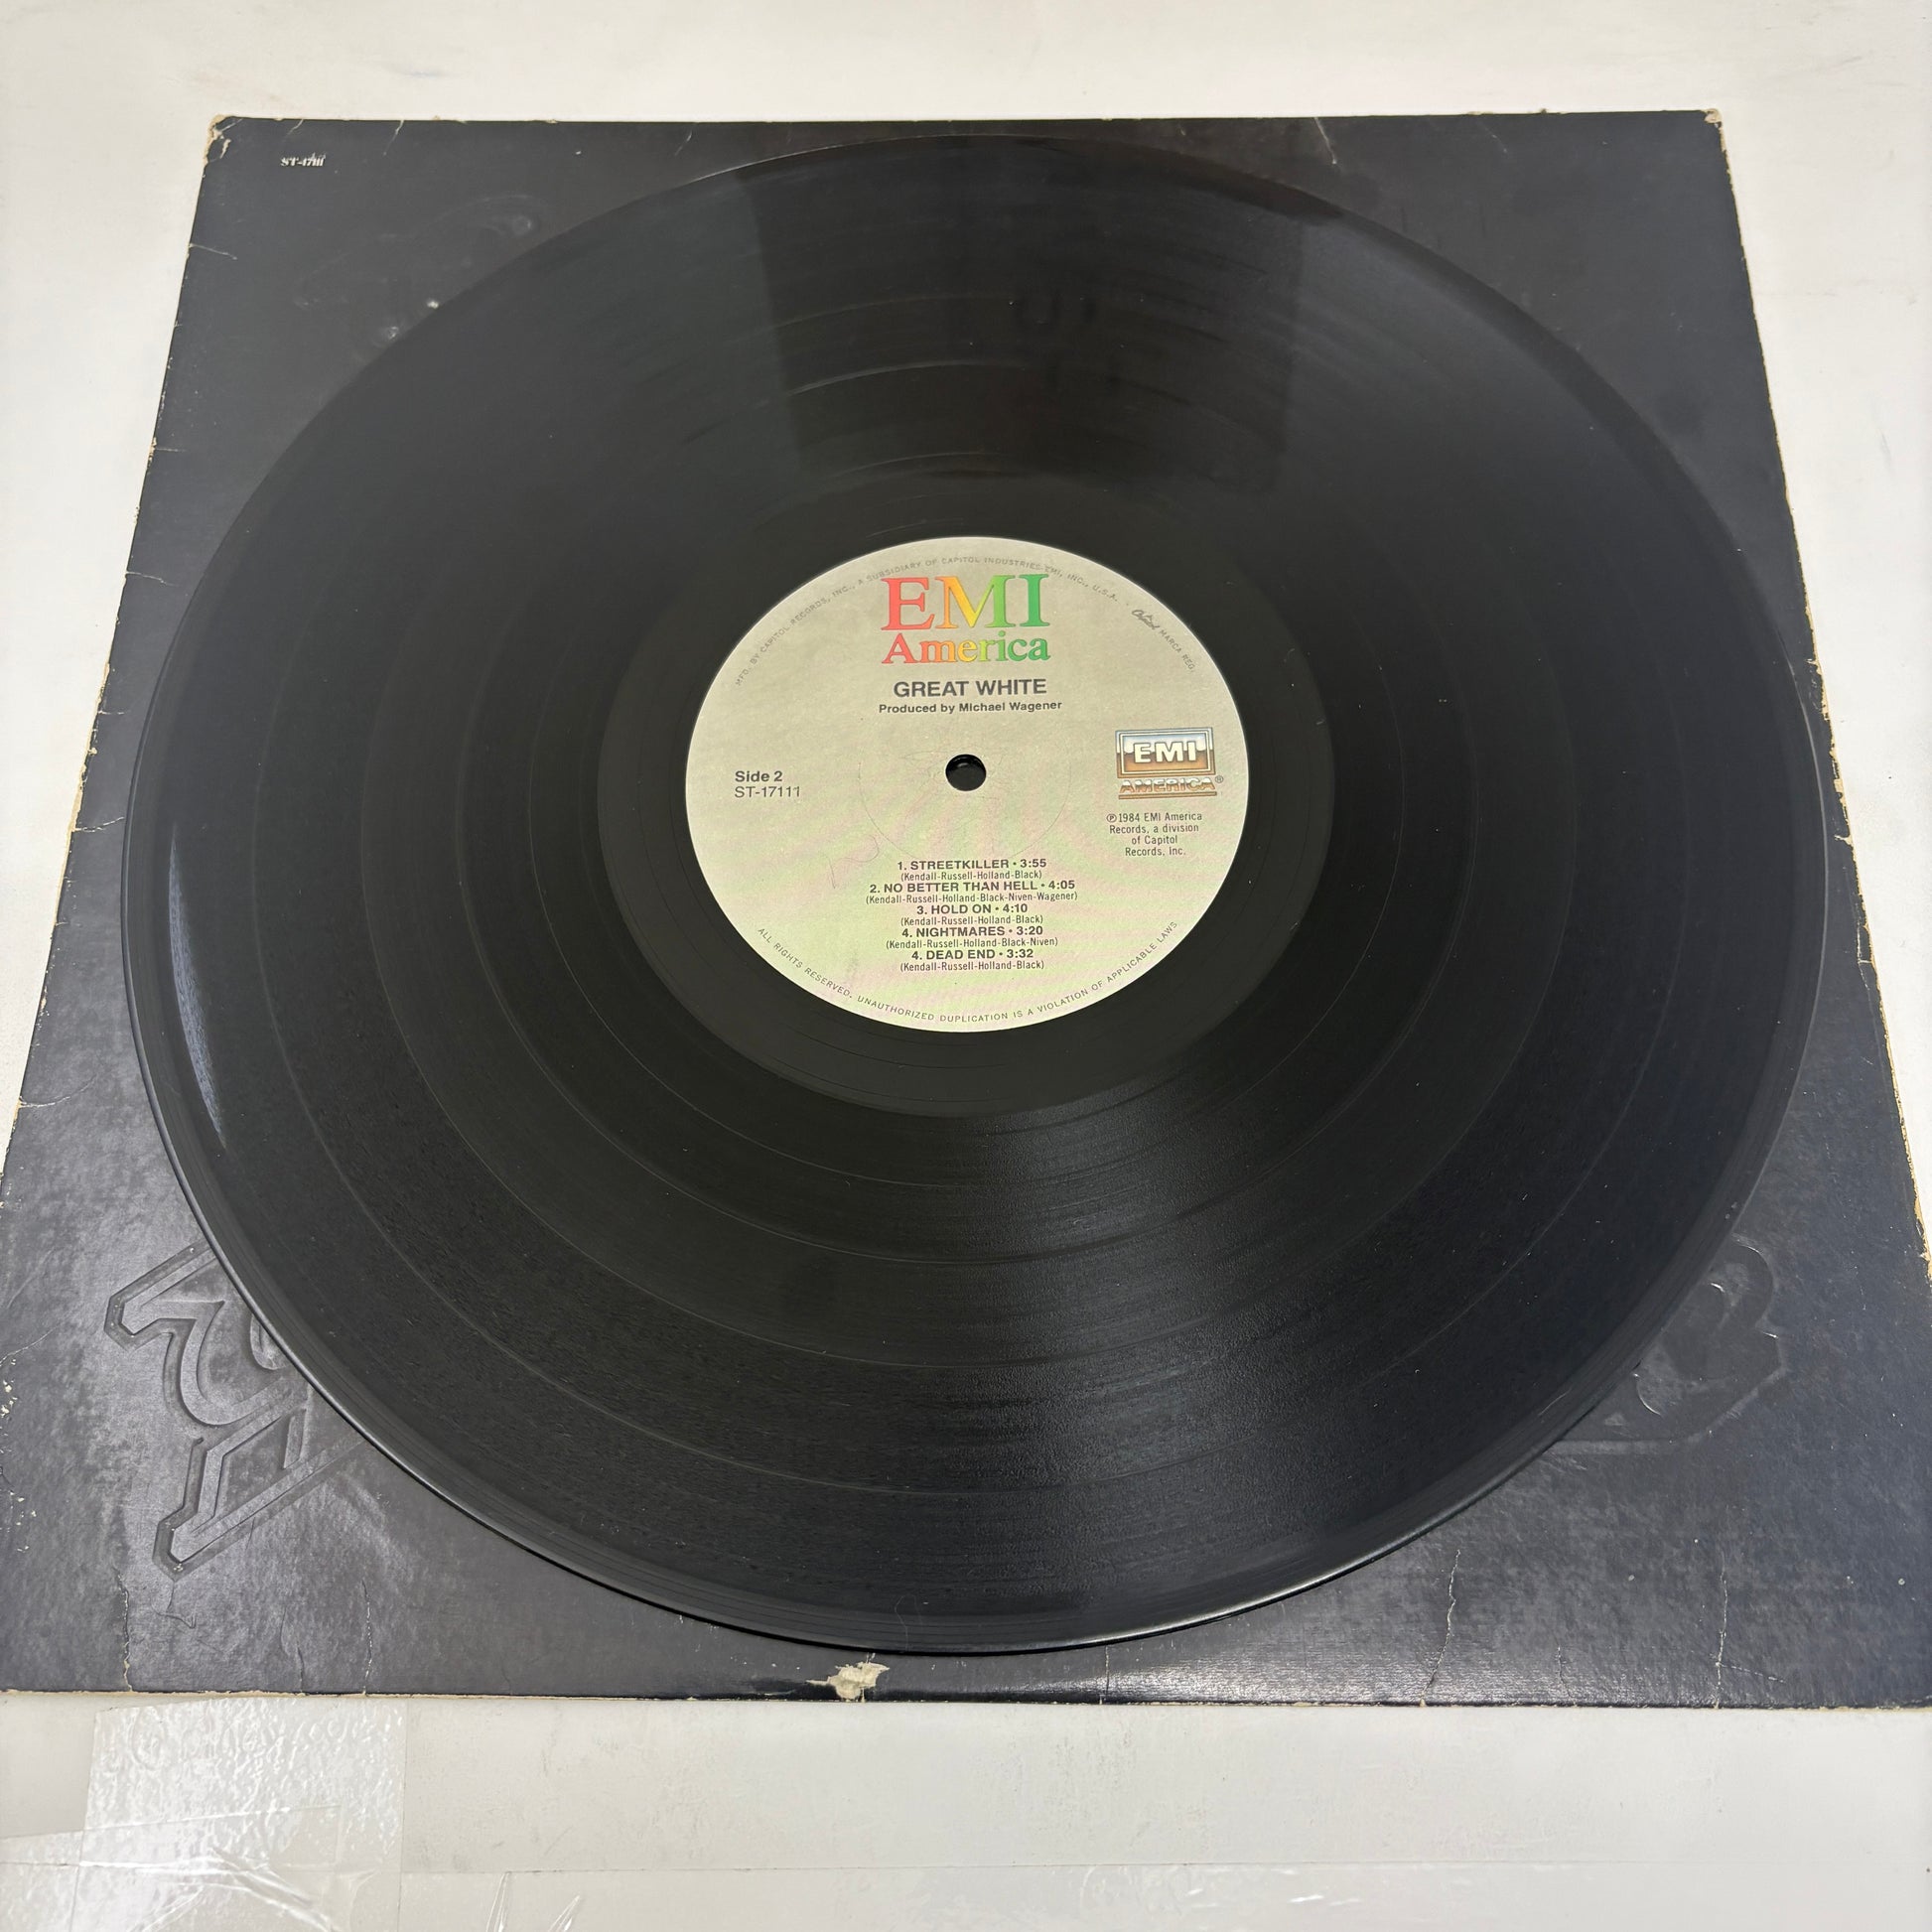 ST-17111
MFD. BY CAPITOL RECORDS, INC., A SUBSIDIARY OF CAPITOL INDUSTRIES-EMI, INC., U.S.A. · Capitol MARCA REG.
EMI
America
GREAT WHITE
Produced by Michael Wagener
Side 2
ST-17111
EMI
AMERICA®
℗1984 EMI America
Records, a division
of Capitol
Records, Inc.
1. STREETKILLER • 3:55
(Kendall-Russell-Holland-Black)
2. NO BETTER THAN HELL • 4:05
(Kendall-Russell-Holland-Black-Niven-Wagener)
3. HOLD ON • 4:10
(Kendall-Russell-Holland-Black)
4. NIGHTMARES • 3:20
(Kendall-Russell-Holland-Black-Niven)
4. DEAD END • 3:32
(Kendall-Russell-Holland-Black)
ALL RIGHTS RESERVED. UNAUTHORIZED DUPLICATION IS A VIOLATION OF APPLICABLE LAWS